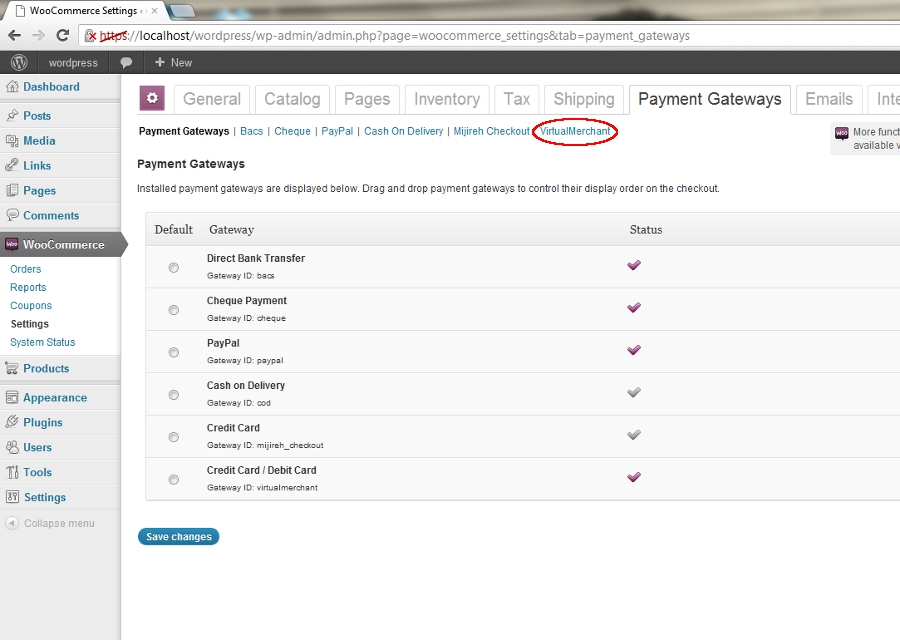 WooCommerce Settings ‹
https://localhost/wordpress/wp-admin/admin.php?page=woocommerce_settings&tab=payment_gateways
wordpress + New
Dashboard
Posts
Media
Links
Pages
Comments
WooCommerce
Orders
Reports
Coupons
Settings
System Status
Products
Appearance
Plugins
Users
Tools
Settings
Collapse menu
General Catalog Pages Inventory Tax Shipping Payment Gateways Emails Inte
Payment Gateways | Bacs | Cheque | PayPal | Cash On Delivery | Mijireh Checkout VirtualMerchant
More funct
available v
Payment Gateways
Installed payment gateways are displayed below. Drag and drop payment gateways to control their display order on the checkout.
Default Gateway Status
Direct Bank Transfer
Gateway ID: bacs
Cheque Payment
Gateway ID: cheque
PayPal
Gateway ID: paypal
Cash on Delivery
Gateway ID: cod
Credit Card
Gateway ID: mijireh_checkout
Credit Card / Debit Card
Gateway ID: virtualmerchant
Save changes